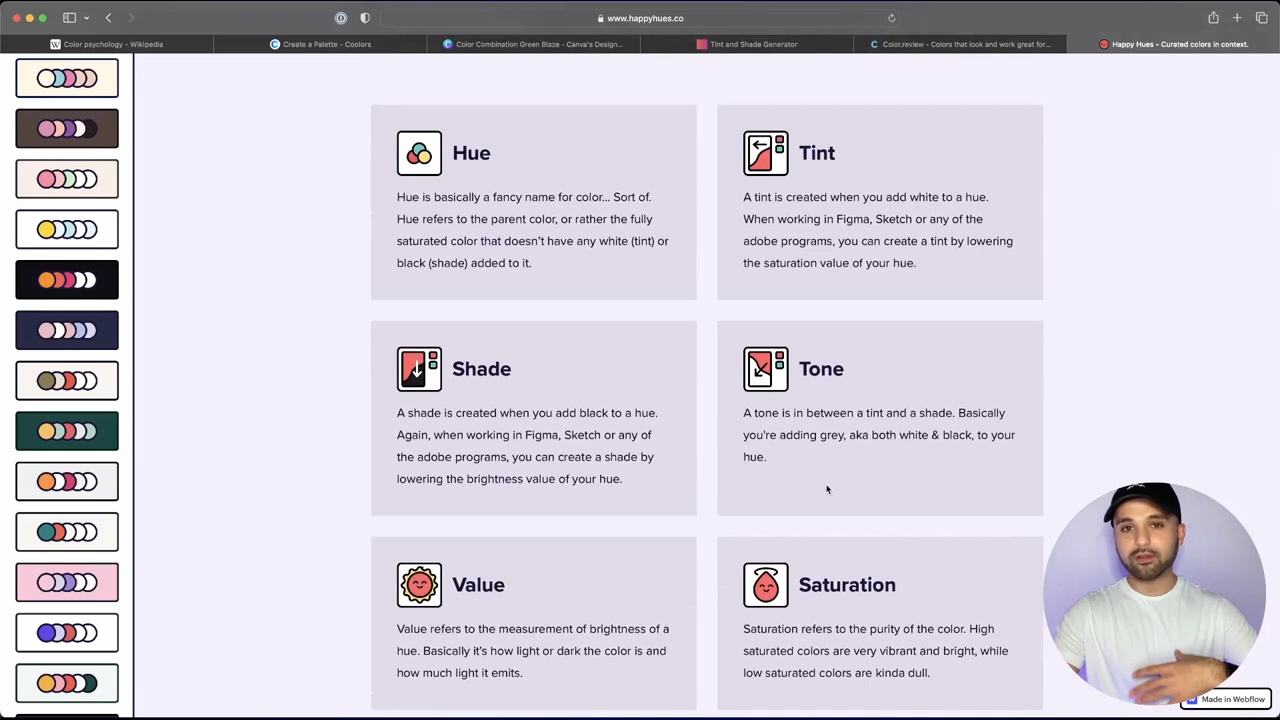 www.happyhues.co
W Color psychology - Wikipedia
Create a Palette - Coolors
Color Combination Green Blaze - Canva's Design...
Tint and Shade Generator
Color.review - Colors that look and work great for...
Happy Hues - Curated colors in context.
Hue
Hue is basically a fancy name for color... Sort of.
Hue refers to the parent color, or rather the fully
saturated color that doesn't have any white (tint) or
black (shade) added to it.
Tint
A tint is created when you add white to a hue.
When working in Figma, Sketch or any of the
adobe programs, you can create a tint by lowering
the saturation value of your hue.
Shade
A shade is created when you add black to a hue.
Again, when working in Figma, Sketch or any of
the adobe programs, you can create a shade by
lowering the brightness value of your hue.
Tone
A tone is in between a tint and a shade. Basically
you're adding grey, aka both white & black, to your
hue.
Value
Value refers to the measurement of brightness of a
hue. Basically it's how light or dark the color is and
how much light it emits.
Saturation
Saturation refers to the purity of the color. High
saturated colors are very vibrant and bright, while
low saturated colors are kinda dull.
Made in Webflow